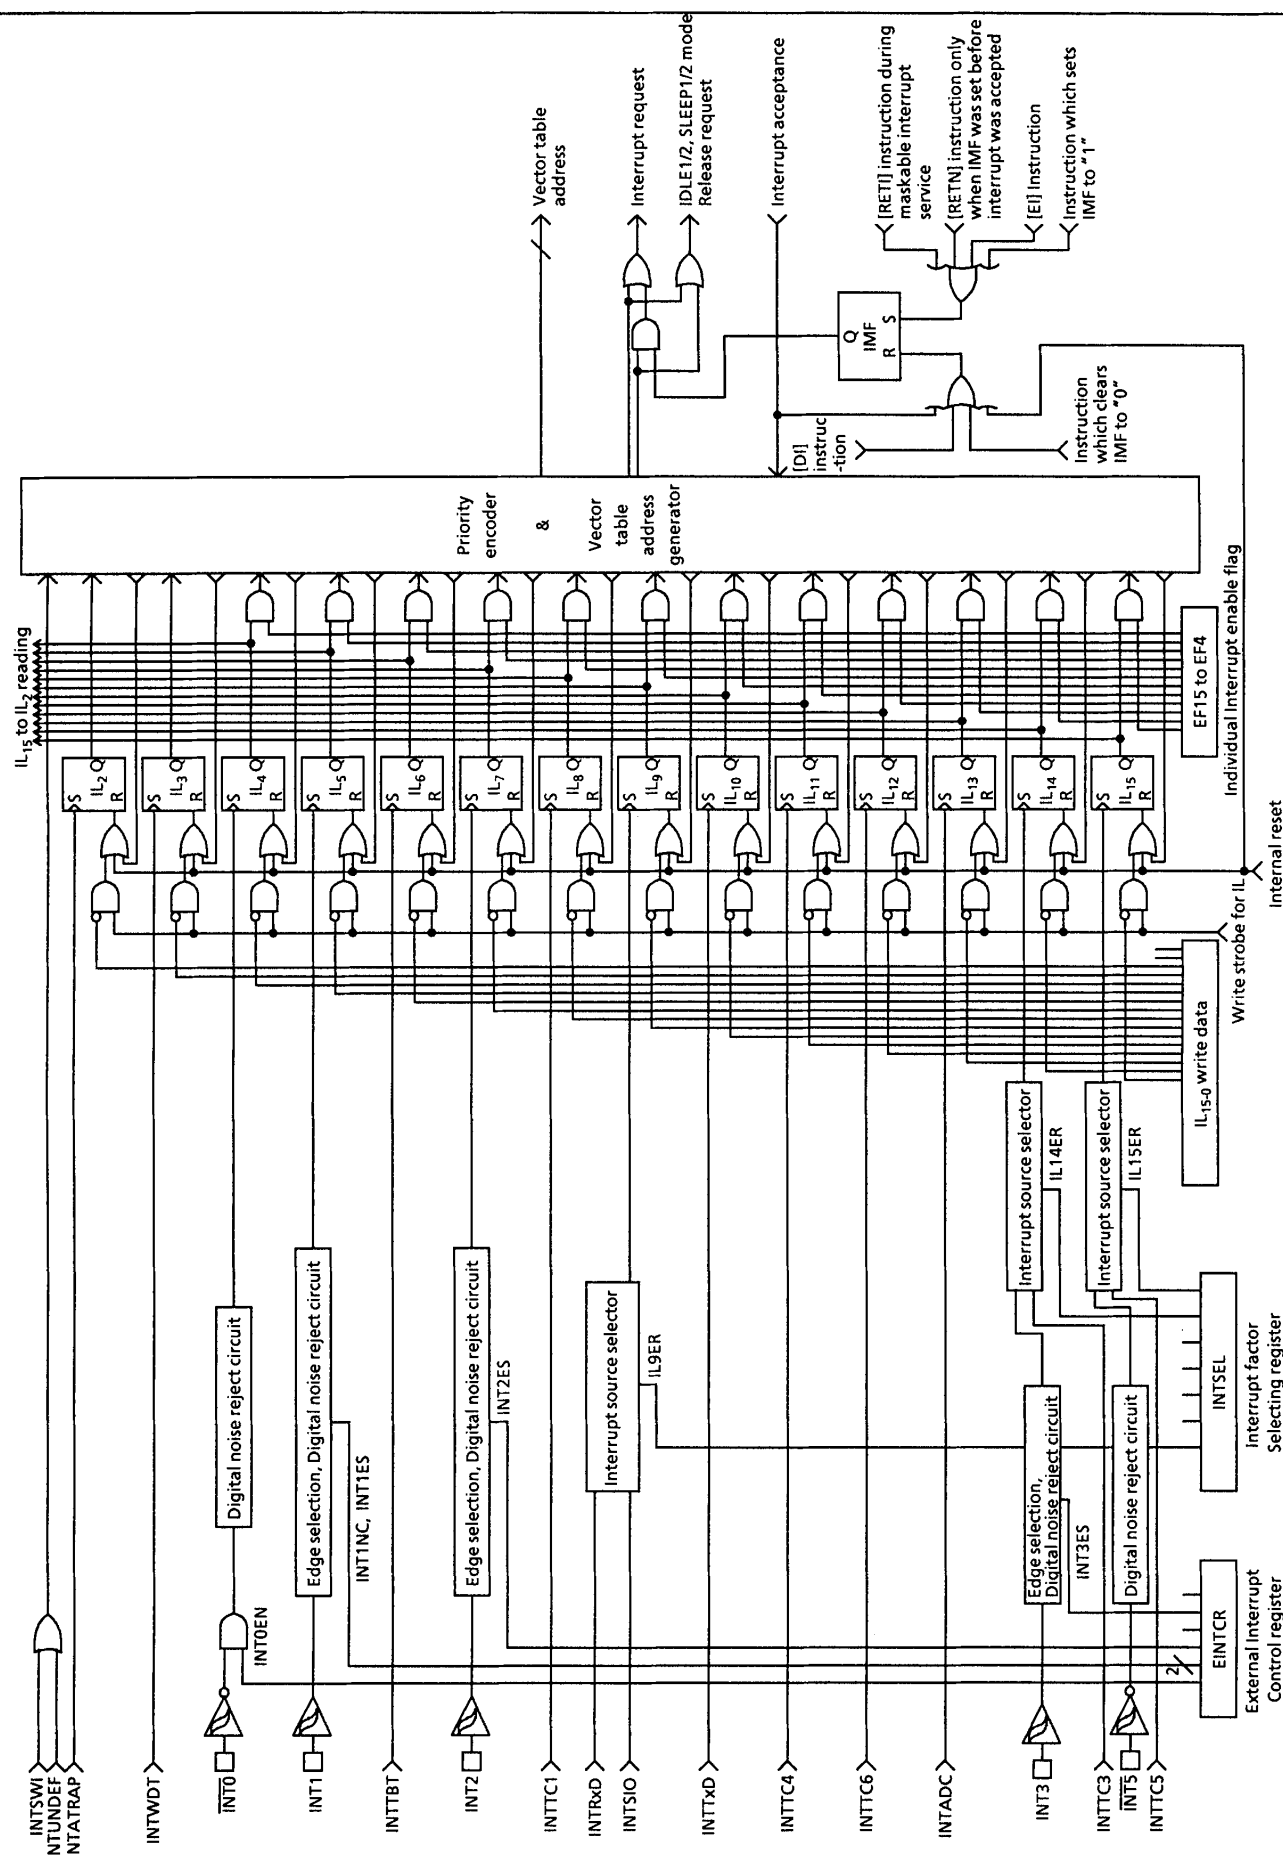 INTSWI
NTUNDEF
NTATRAP
INTWDT
INT0
INT1
INTTBT
INT2
INTTC1
INTRxD
INTSIO
INTTxD
INTTC4
INTTC6
INTADC
INT3
INTTC3
INT5
INTTC5
INT0EN
Digital noise reject circuit
Edge selection, Digital noise reject circuit
INT1NC, INT1ES
Edge selection, Digital noise reject circuit
INT2ES
Interrupt source selector
IL9ER
Edge selection,
Digital noise reject circuit
INT3ES
Digital noise reject circuit
2
EINTCR
External Interrupt
Control register
INTSEL
Interrupt factor
Selecting register
Interrupt source selector
IL14ER
Interrupt source selector
IL15ER
IL15-0 write data
Write strobe for IL
Internal reset
IL15 to IL2 reading
S IL2 Q R
S IL3 Q R
S IL4 Q R
S IL5 Q R
S IL6 Q R
S IL7 Q R
S IL8 Q R
S IL9 Q R
S IL10 Q R
S IL11 Q R
S IL12 Q R
S IL13 Q R
S IL14 Q R
S IL15 Q R
EF15 to EF4
Individual Interrupt enable flag
Priority
encoder
&
Vector
table
address
generator
Vector table
address
Interrupt request
IDLE1/2, SLEEP1/2 mode
Release request
Interrupt acceptance
[DI]
instruc
-tion
Instruction
which clears
IMF to "0"
Q
IMF
R S
[RETI] instruction during
maskable interrupt
service
[RETN] instruction only
when IMF was set before
interrupt was accepted
[EI] Instruction
Instruction which sets
IMF to "1"